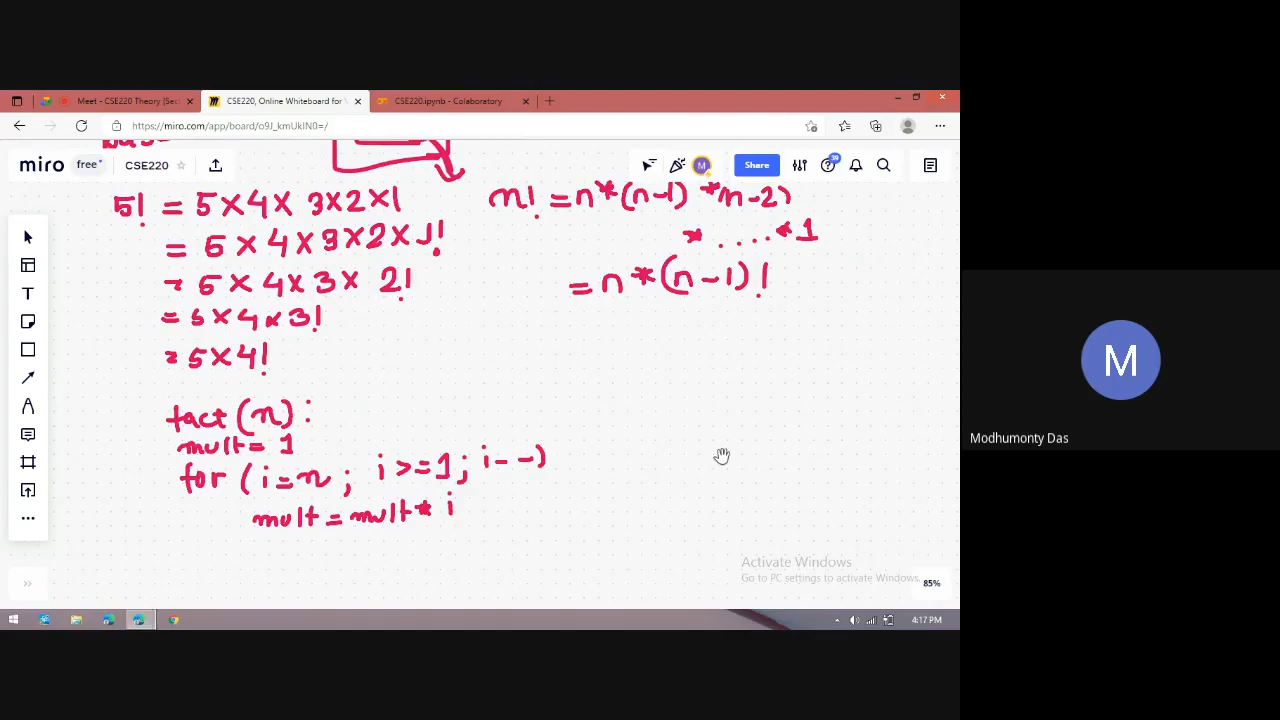 Meet - CSE220 Theory [Sec
CSE220, Online Whiteboard for V
CSE220.ipynb - Colaboratory
https://miro.com/app/board/o9J_kmUkIN0=/
miro free CSE220 Share
5! = 5 × 4 × 3 × 2 × 1
= 5 × 4 × 3 × 2 × 1!
= 5 × 4 × 3 × 2!
= 5 × 4 × 3!
= 5 × 4!
n! = n*(n-1) *n-2)
* .... * 1
= n*(n-1)!
fact(n):
mult = 1
for (i=n; i>=1; i--)
mult = mult * i
M
Modhumonty Das
Activate Windows
Go to PC settings to activate Windows.
85%
4:17 PM